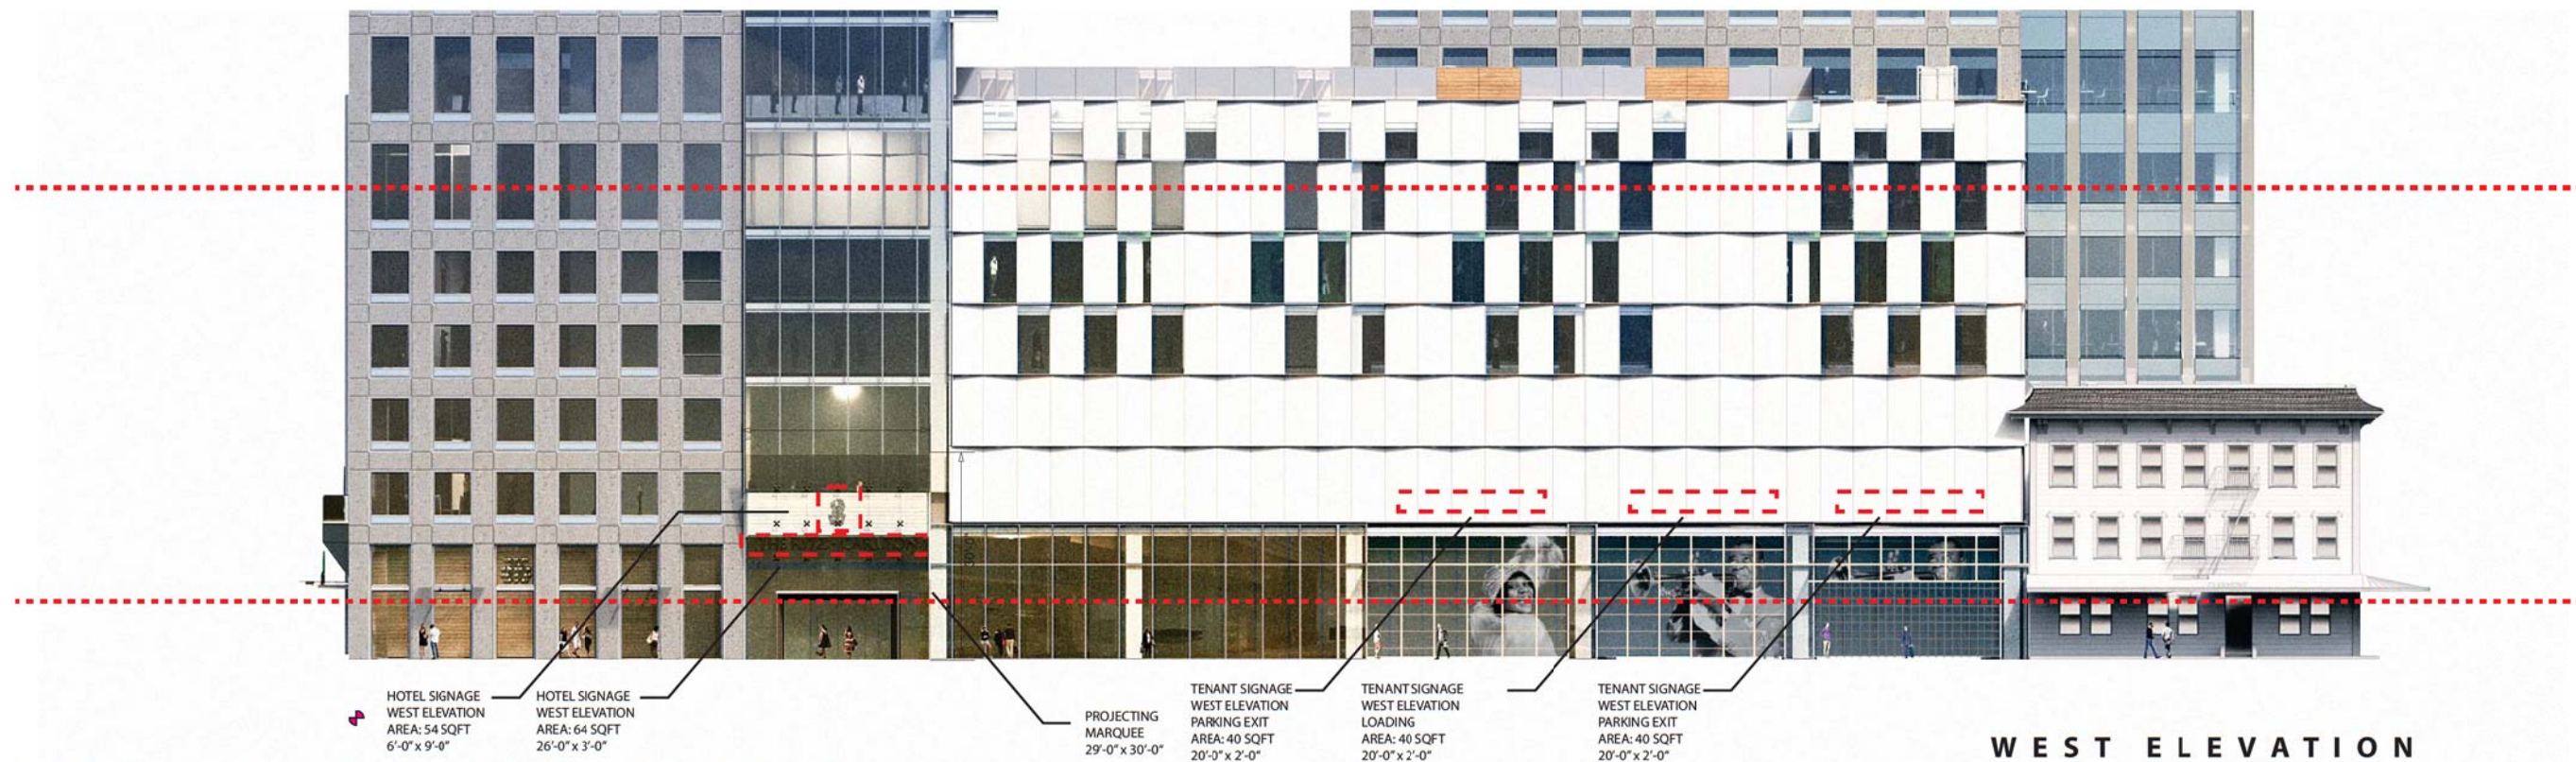 HOTEL SIGNAGE
WEST ELEVATION
AREA: 54 SQFT
6'-0" x 9'-0"
HOTEL SIGNAGE
WEST ELEVATION
AREA: 64 SQFT
26'-0" x 3'-0"
PROJECTING
MARQUEE
29'-0" x 30'-0"
TENANT SIGNAGE
WEST ELEVATION
PARKING EXIT
AREA: 40 SQFT
20'-0" x 2'-0"
TENANT SIGNAGE
WEST ELEVATION
LOADING
AREA: 40 SQFT
20'-0" x 2'-0"
TENANT SIGNAGE
WEST ELEVATION
PARKING EXIT
AREA: 40 SQFT
20'-0" x 2'-0"
WEST ELEVATION